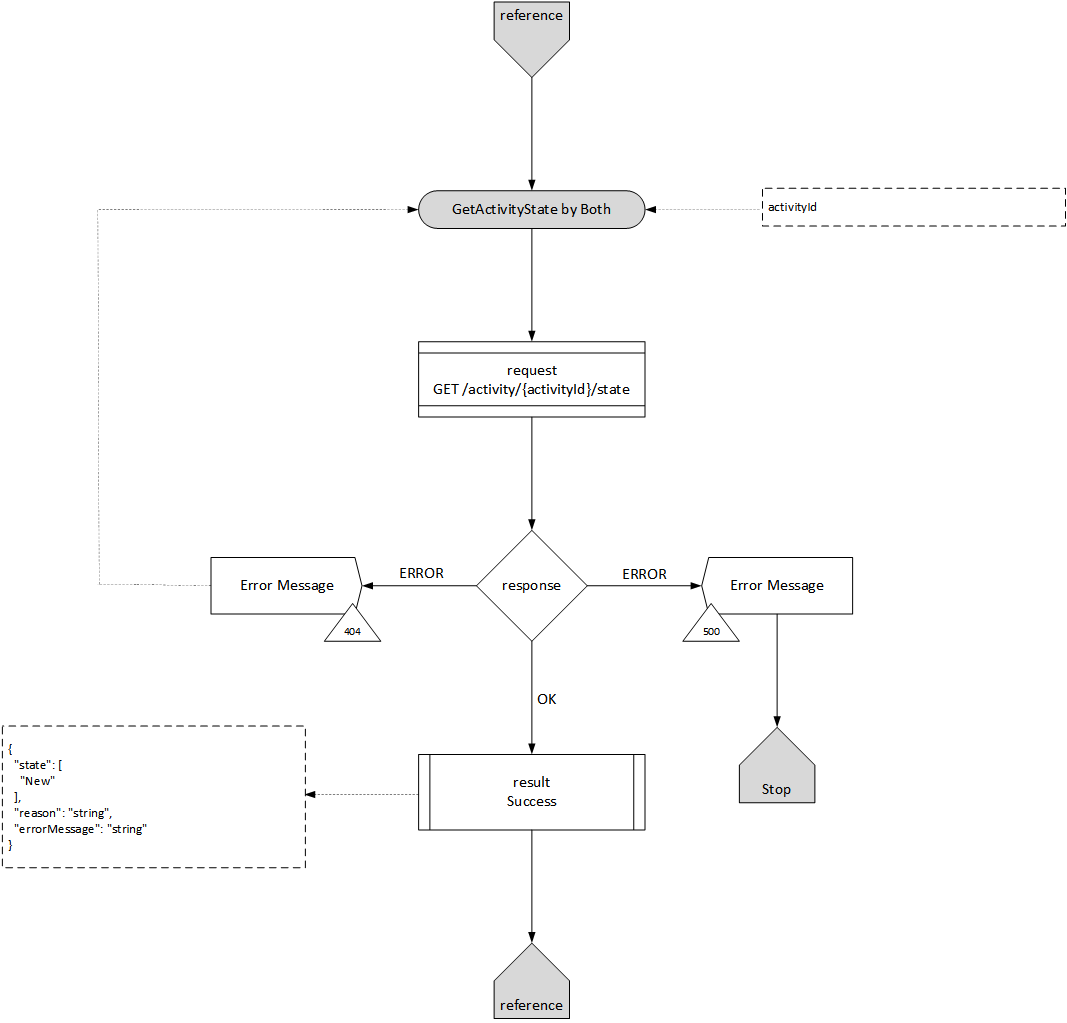 reference
GetActivityState by Both
activityId
request
GET /activity/{activityId}/state
ERROR
ERROR
Error Message
response
Error Message
404
500
OK
{
"state": [
"New"
],
"reason": "string",
"errorMessage": "string"
}
result
Success
Stop
reference